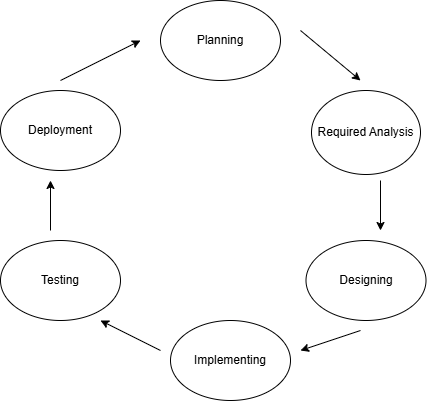 Planning
Required Analysis
Designing
Implementing
Testing
Deployment